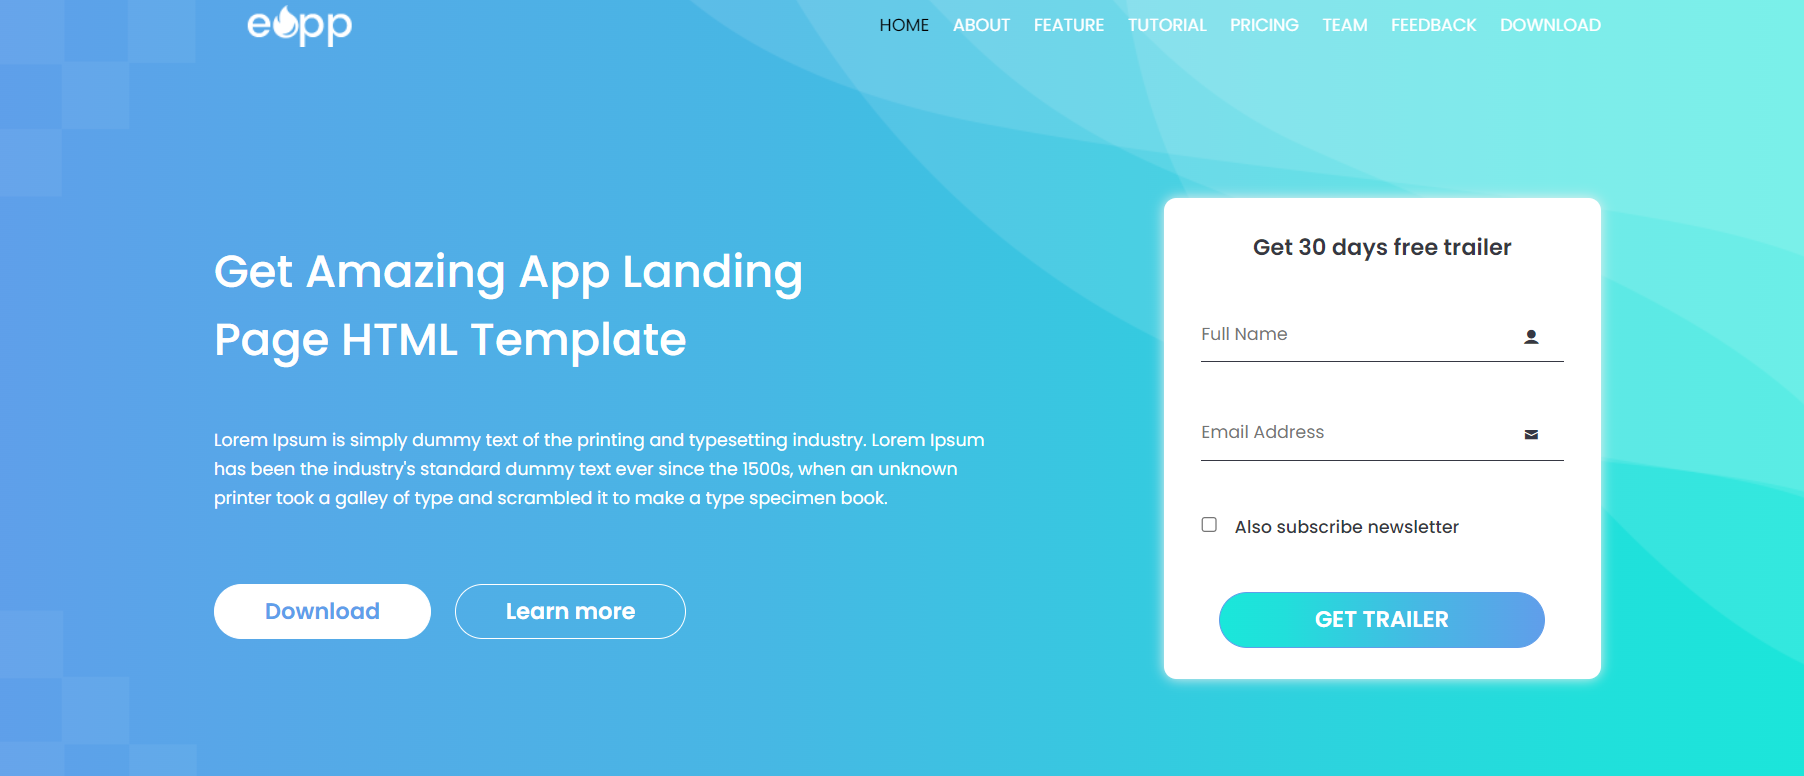 eapp
HOME ABOUT FEATURE TUTORIAL PRICING TEAM FEEDBACK DOWNLOAD
Get Amazing App Landing
Page HTML Template
Lorem Ipsum is simply dummy text of the printing and typesetting industry. Lorem Ipsum
has been the industry's standard dummy text ever since the 1500s, when an unknown
printer took a galley of type and scrambled it to make a type specimen book.
Download Learn more
Get 30 days free trailer
Full Name
Email Address
Also subscribe newsletter
GET TRAILER